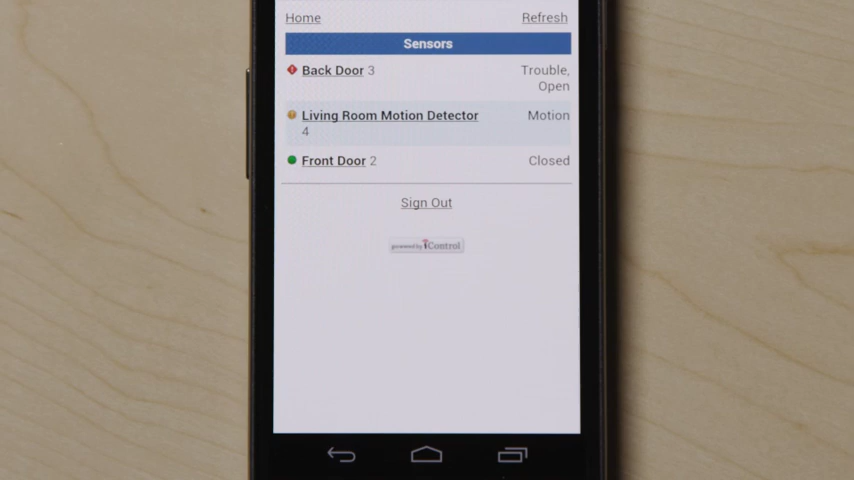 Home Refresh
Sensors
Back Door 3 Trouble,
Open
Living Room Motion Detector Motion
4
Front Door 2 Closed
Sign Out
powered by iControl